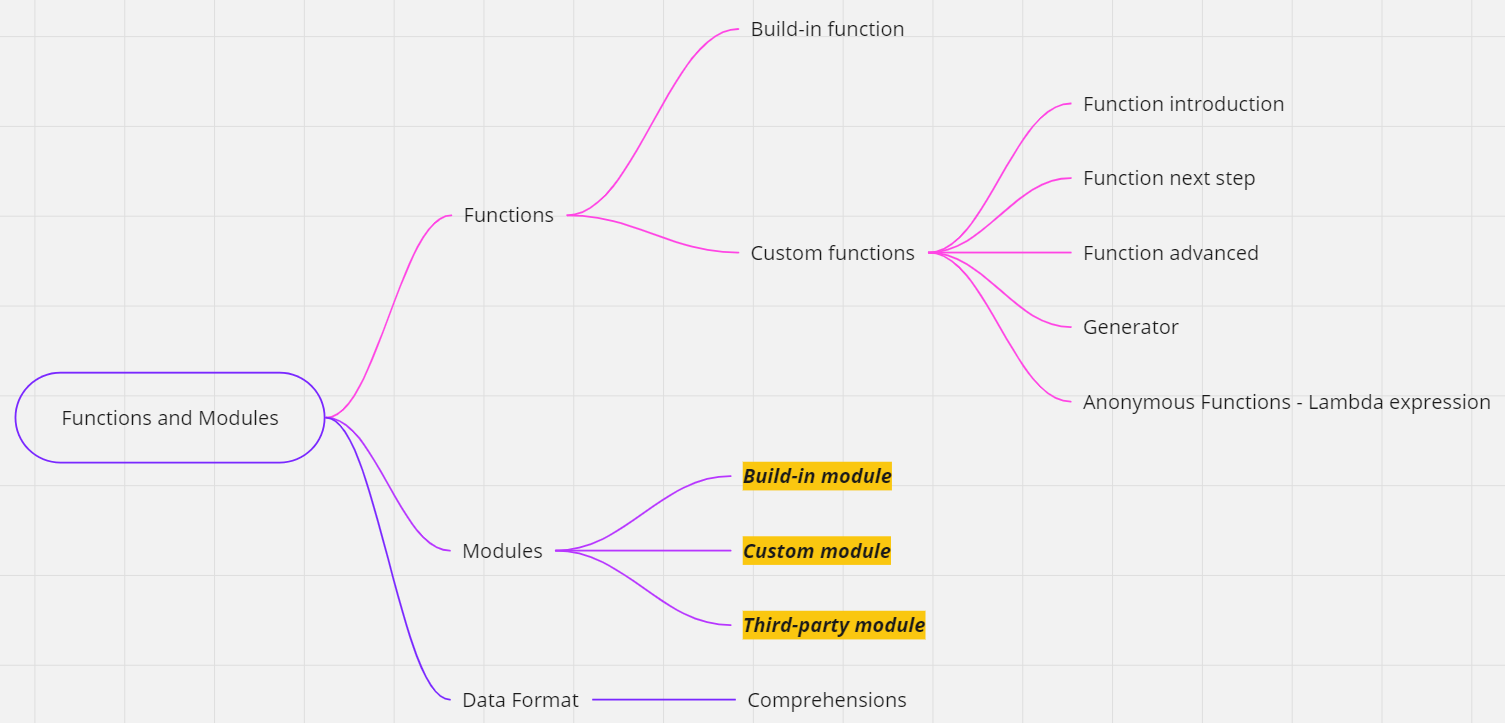 Build-in function
Function introduction
Function next step
Functions
Custom functions
Function advanced
Generator
Anonymous Functions - Lambda expression
Functions and Modules
Build-in module
Modules
Custom module
Third-party module
Data Format
Comprehensions